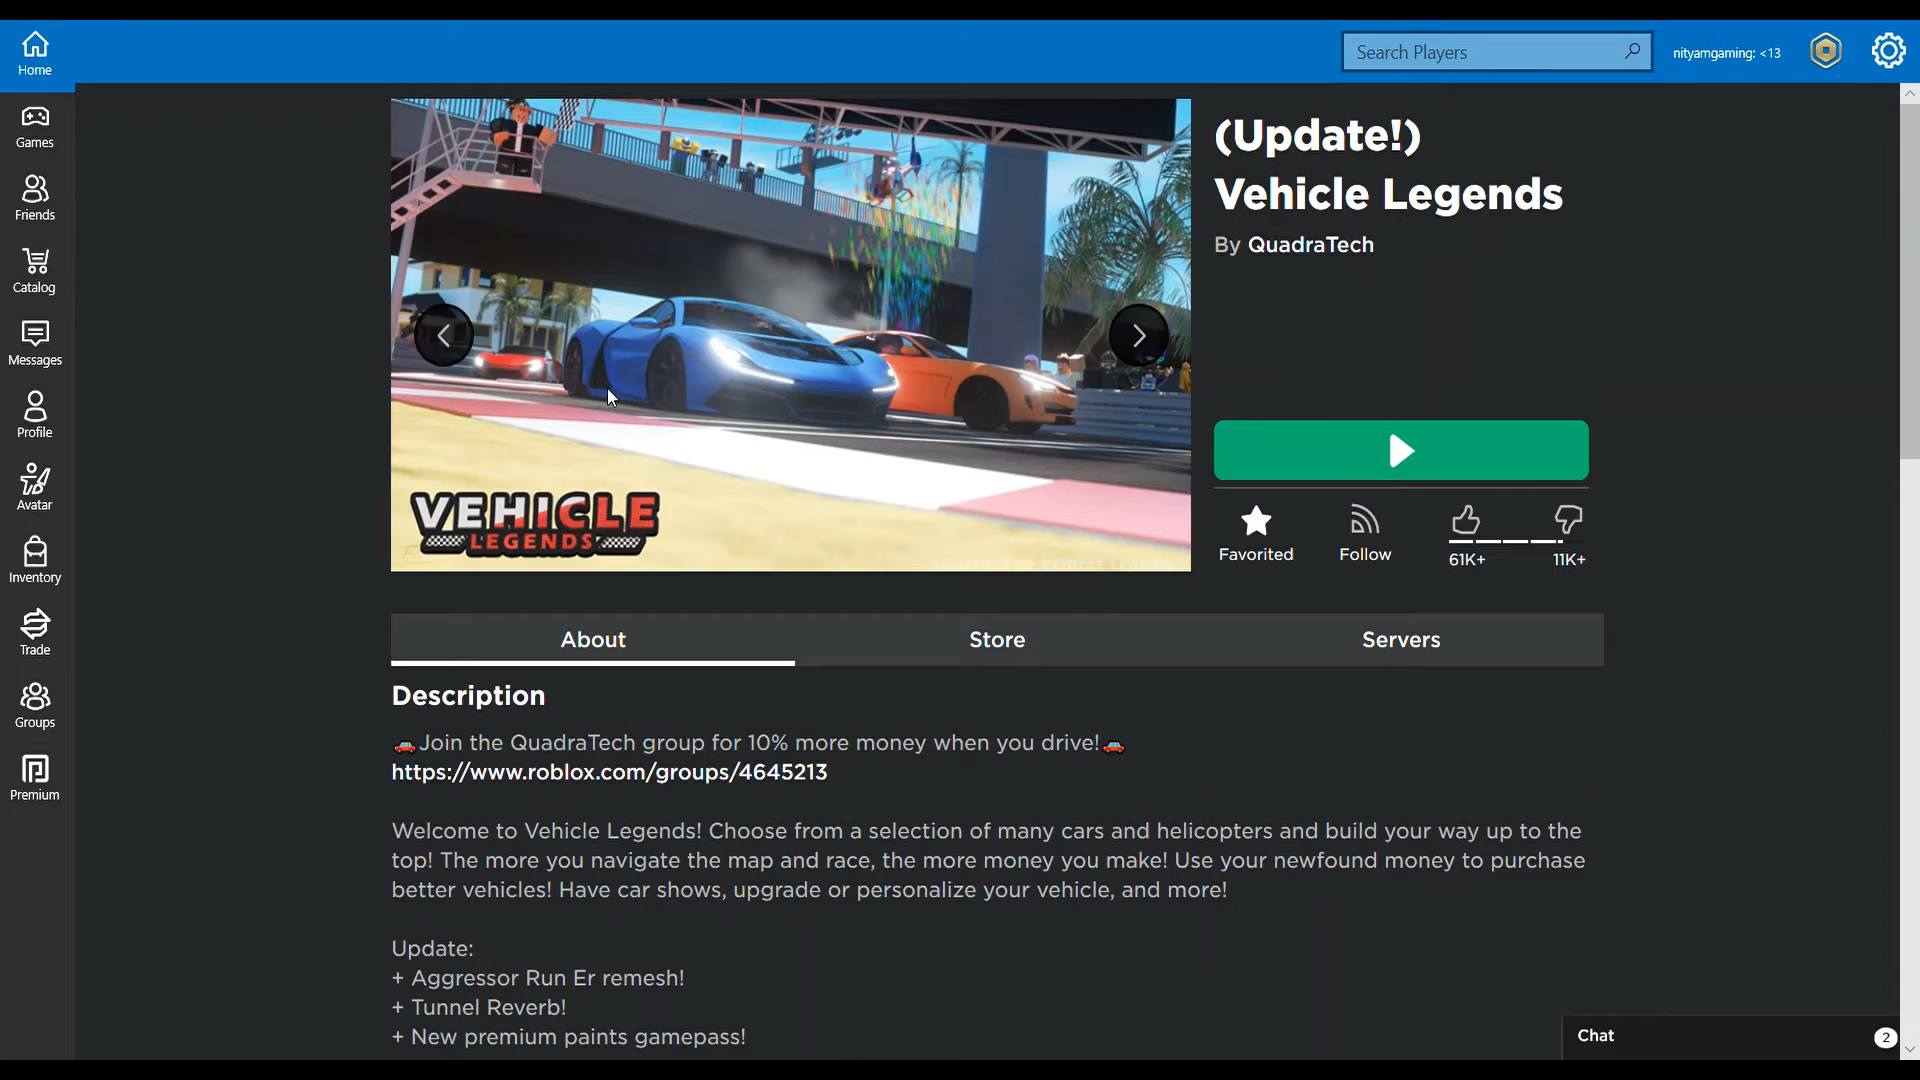 Home
Search Players
nityamgaming: <13
Games
Friends
Catalog
Messages
Profile
Avatar
Inventory
Trade
Groups
Premium
VEHICLE
LEGENDS
(Update!)
Vehicle Legends
By QuadraTech
Favorited
Follow
61K+
11K+
About
Store
Servers
Description
🚗Join the QuadraTech group for 10% more money when you drive!🚗
https://www.roblox.com/groups/4645213
Welcome to Vehicle Legends! Choose from a selection of many cars and helicopters and build your way up to the
top! The more you navigate the map and race, the more money you make! Use your newfound money to purchase
better vehicles! Have car shows, upgrade or personalize your vehicle, and more!
Update:
+ Aggressor Run Er remesh!
+ Tunnel Reverb!
+ New premium paints gamepass!
Chat
2